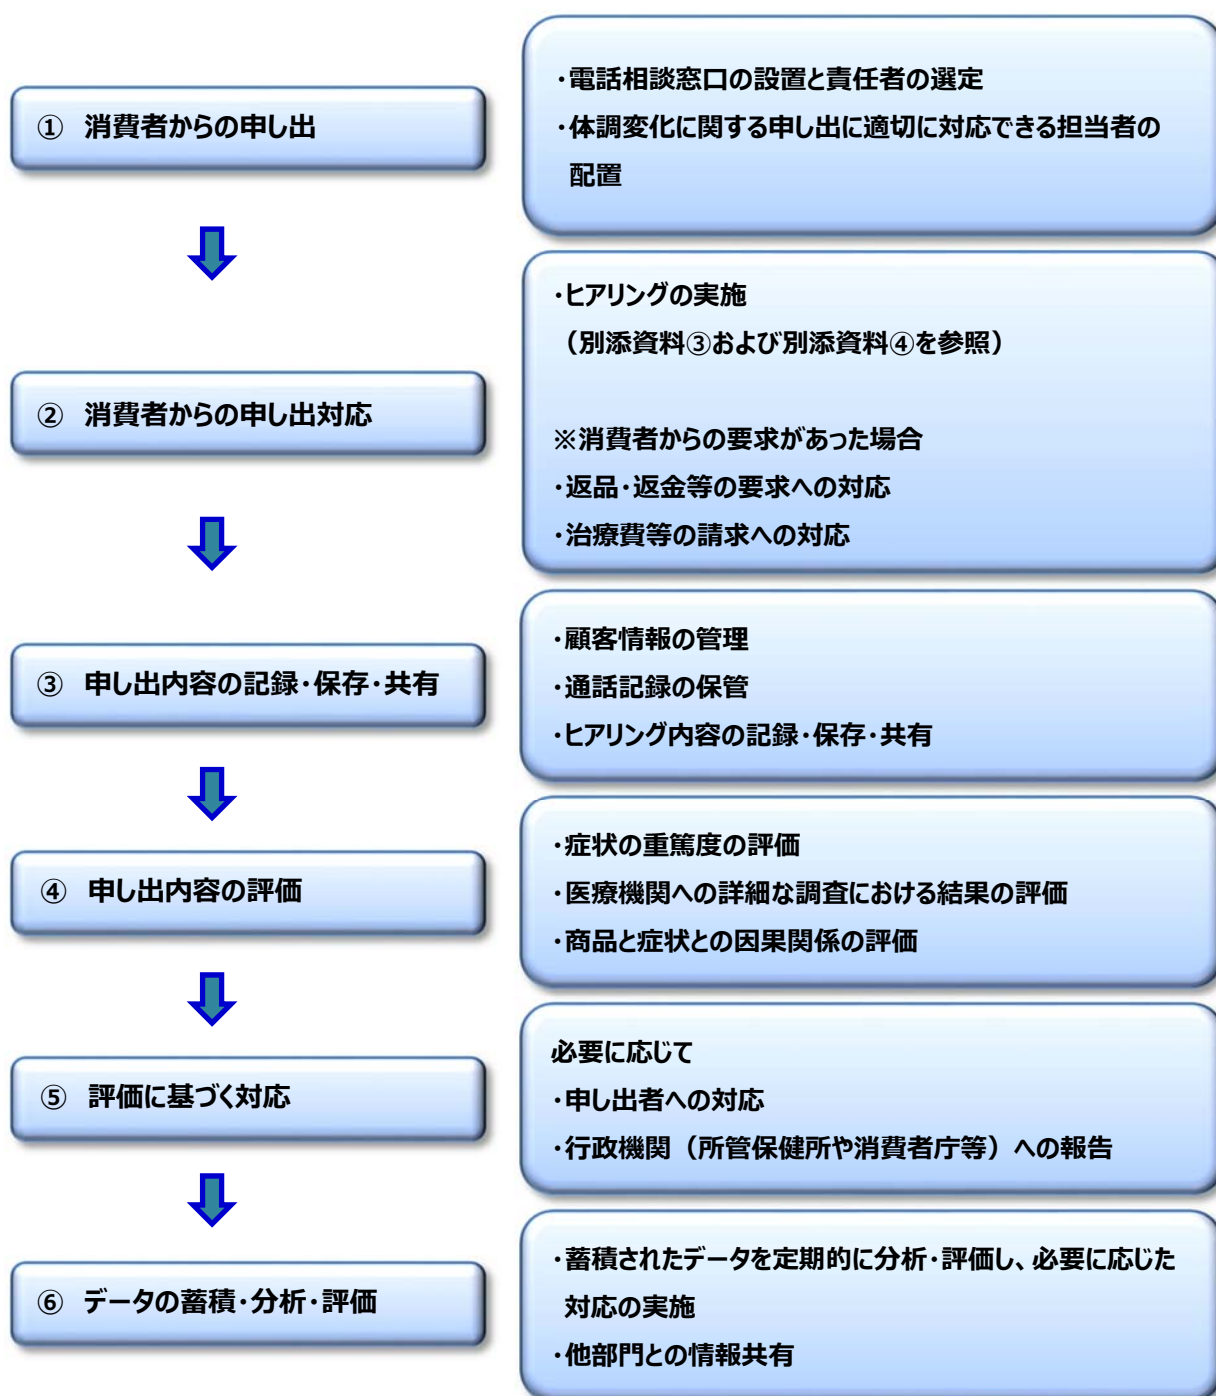 ① 消費者からの申し出
・電話相談窓口の設置と責任者の選定
・体調変化に関する申し出に適切に対応できる担当者の
配置
② 消費者からの申し出対応
・ヒアリングの実施
（別添資料③および別添資料④を参照）
※消費者からの要求があった場合
・返品・返金等の要求への対応
・治療費等の請求への対応
③ 申し出内容の記録・保存・共有
・顧客情報の管理
・通話記録の保管
・ヒアリング内容の記録・保存・共有
④ 申し出内容の評価
・症状の重篤度の評価
・医療機関への詳細な調査における結果の評価
・商品と症状との因果関係の評価
⑤ 評価に基づく対応
必要に応じて
・申し出者への対応
・行政機関（所管保健所や消費者庁等）への報告
⑥ データの蓄積・分析・評価
・蓄積されたデータを定期的に分析・評価し、必要に応じた
対応の実施
・他部門との情報共有